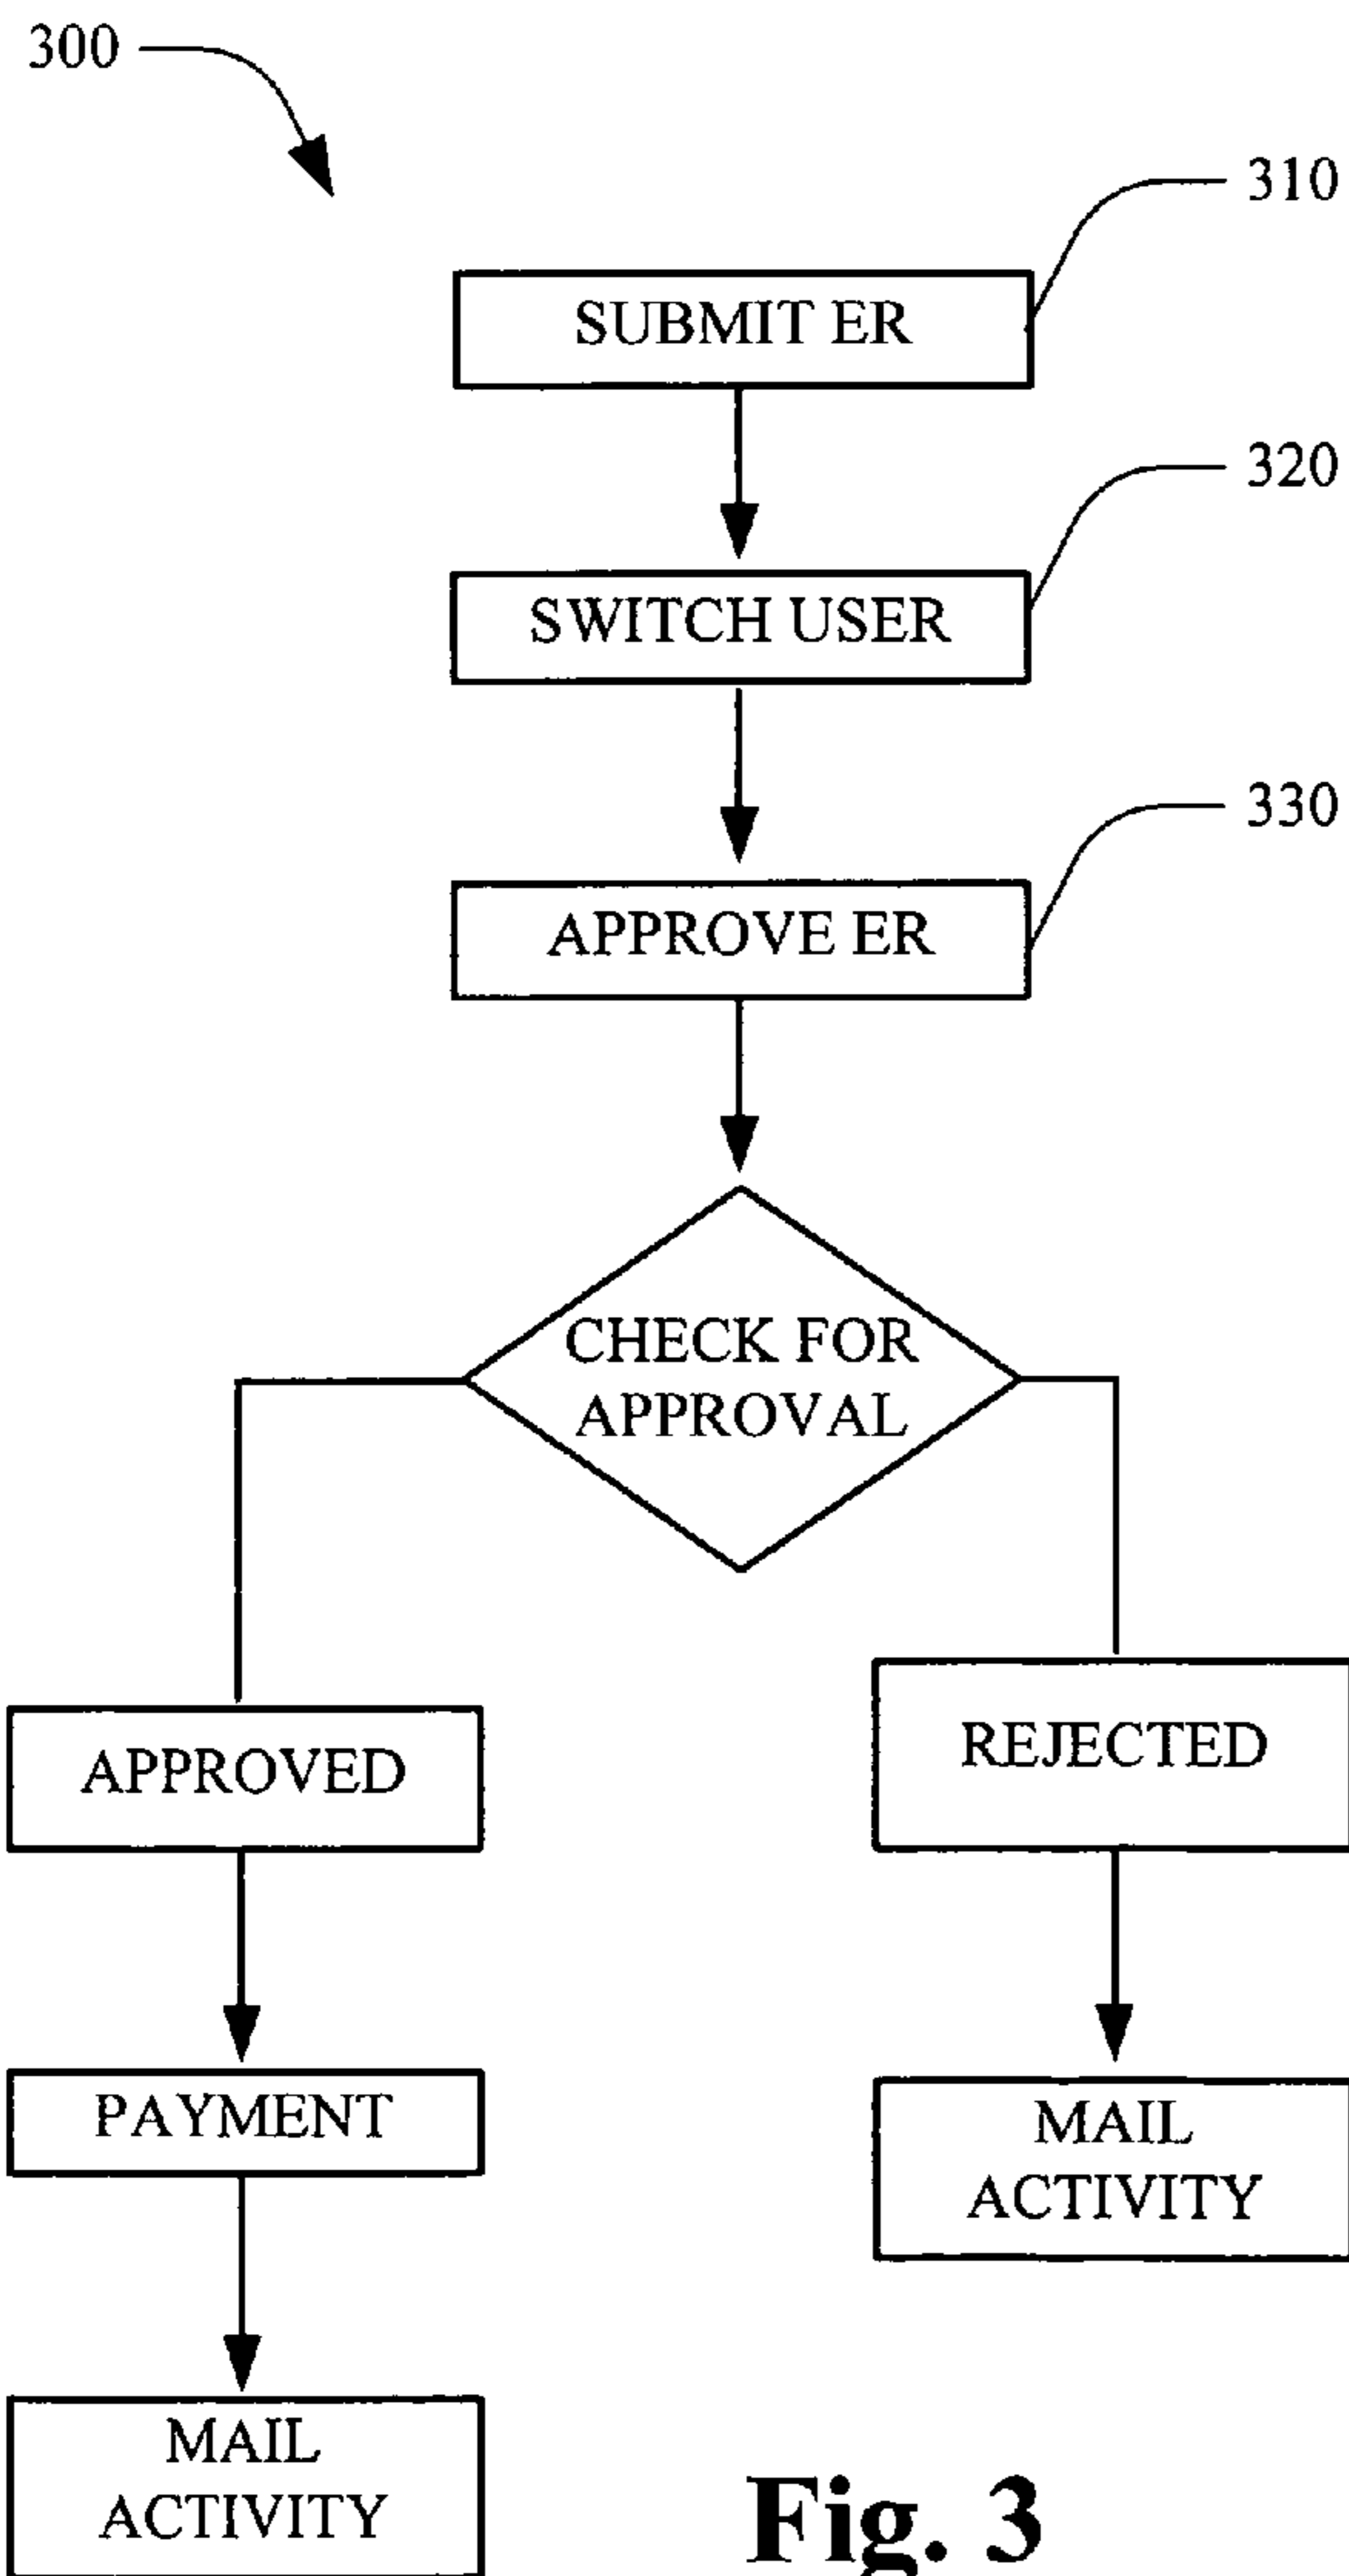 300
310
SUBMIT ER
320
SWITCH USER
330
APPROVE ER
CHECK FOR
APPROVAL
APPROVED
REJECTED
PAYMENT
MAIL
ACTIVITY
MAIL
ACTIVITY
Fig. 3